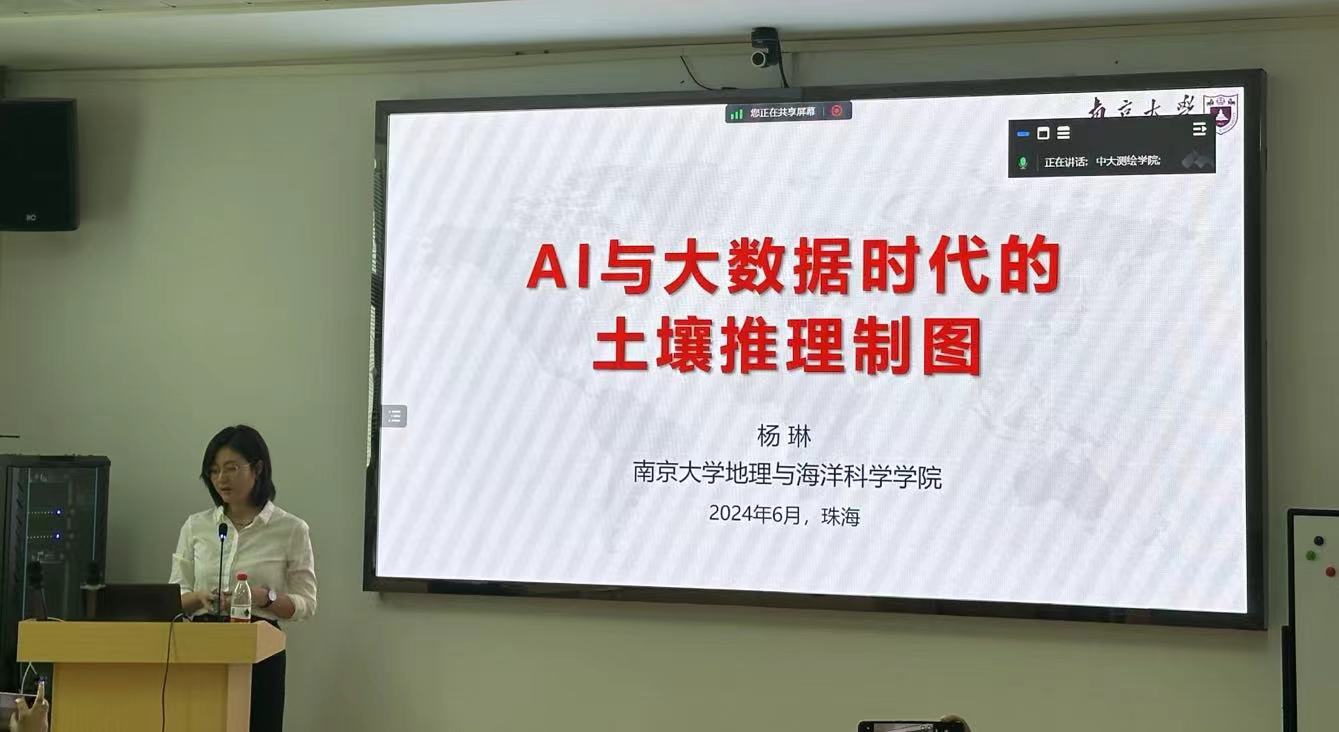 您正在共享屏幕
南京大学
正在讲话: 中大测绘学院;
AI与大数据时代的
土壤推理制图
杨 琳
南京大学地理与海洋科学学院
2024年6月，珠海